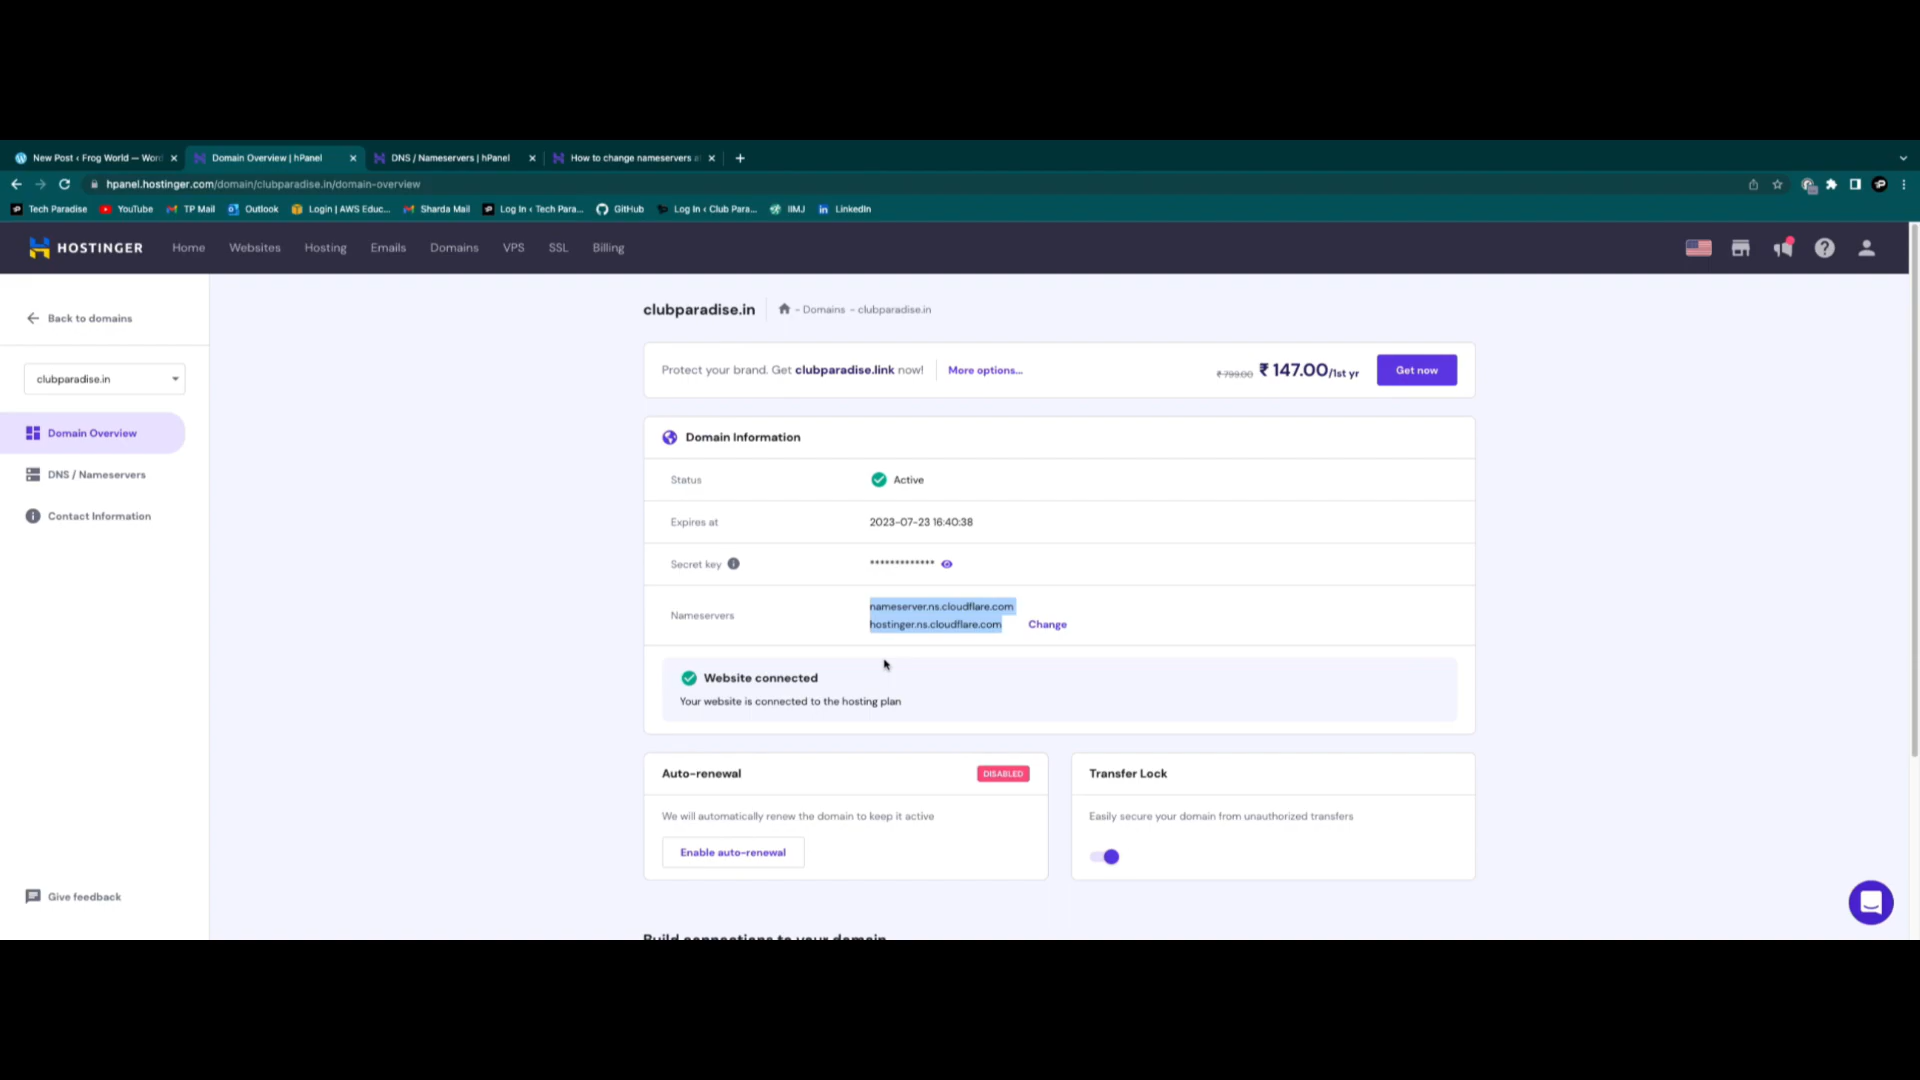 New Post ‹ Frog World — Wor
Domain Overview | hPanel
DNS / Nameservers | hPanel
How to change nameservers a
hpanel.hostinger.com/domain/clubparadise.in/domain-overview
Tech Paradise
YouTube
TP Mail
Outlook
Login | AWS Educ...
Sharda Mail
Log In ‹ Tech Para...
GitHub
Log In ‹ Club Para...
IIMJ
LinkedIn
HOSTINGER
Home
Websites
Hosting
Emails
Domains
VPS
SSL
Billing
Back to domains
clubparadise.in
Domain Overview
DNS / Nameservers
Contact Information
Give feedback
clubparadise.in
- Domains - clubparadise.in
Protect your brand. Get clubparadise.link now!
More options...
₹ 799.00 ₹ 147.00/1st yr
Get now
Domain Information
Status
Active
Expires at
2023-07-23 16:40:38
Secret key
*************
Nameservers
nameserver.ns.cloudflare.com
hostinger.ns.cloudflare.com
Change
Website connected
Your website is connected to the hosting plan
Auto-renewal
DISABLED
We will automatically renew the domain to keep it active
Enable auto-renewal
Transfer Lock
Easily secure your domain from unauthorized transfers
Build connections to your domain